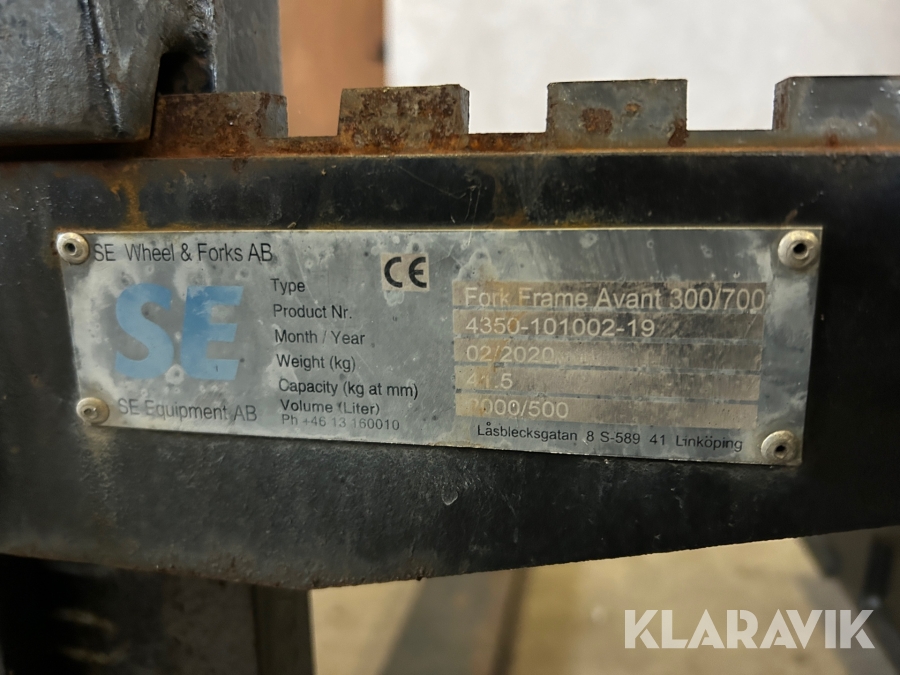 SE Wheel & Forks AB
CE
SE
SE Equipment AB
Type Fork Frame Avant 300/700
Product Nr. 4350-101002-19
Month / Year 02/2020
Weight (kg) 41.5
Capacity (kg at mm) 2000/500
Volume (Liter)
Ph +46 13 160010
Låsblecksgatan 8 S-589 41 Linköping
KLARAVIK